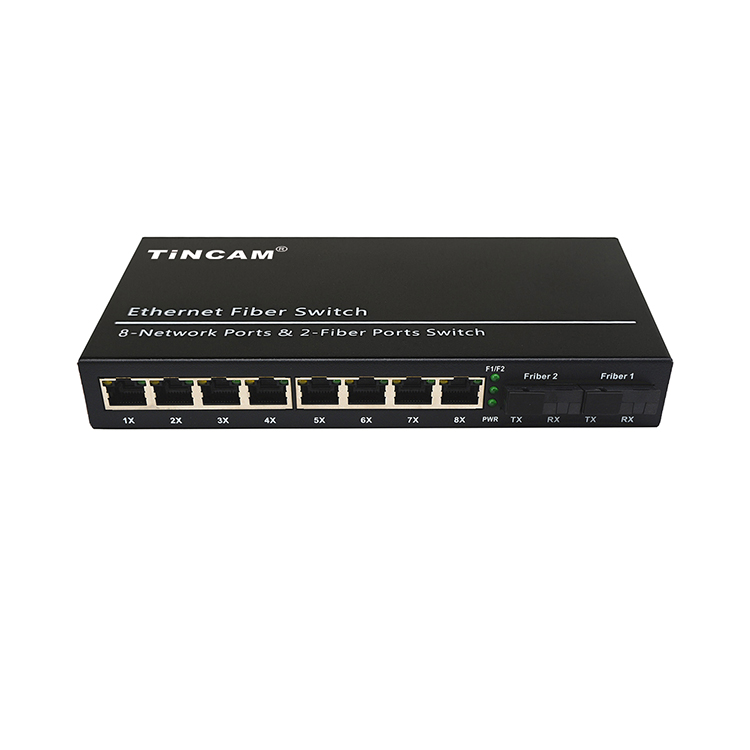 TiNCAM®
Ethernet Fiber Switch
8-Network Ports & 2-Fiber Ports Switch
F1/F2
Friber 2 Friber 1
1X 2X 3X 4X 5X 6X 7X 8X PWR TX RX TX RX